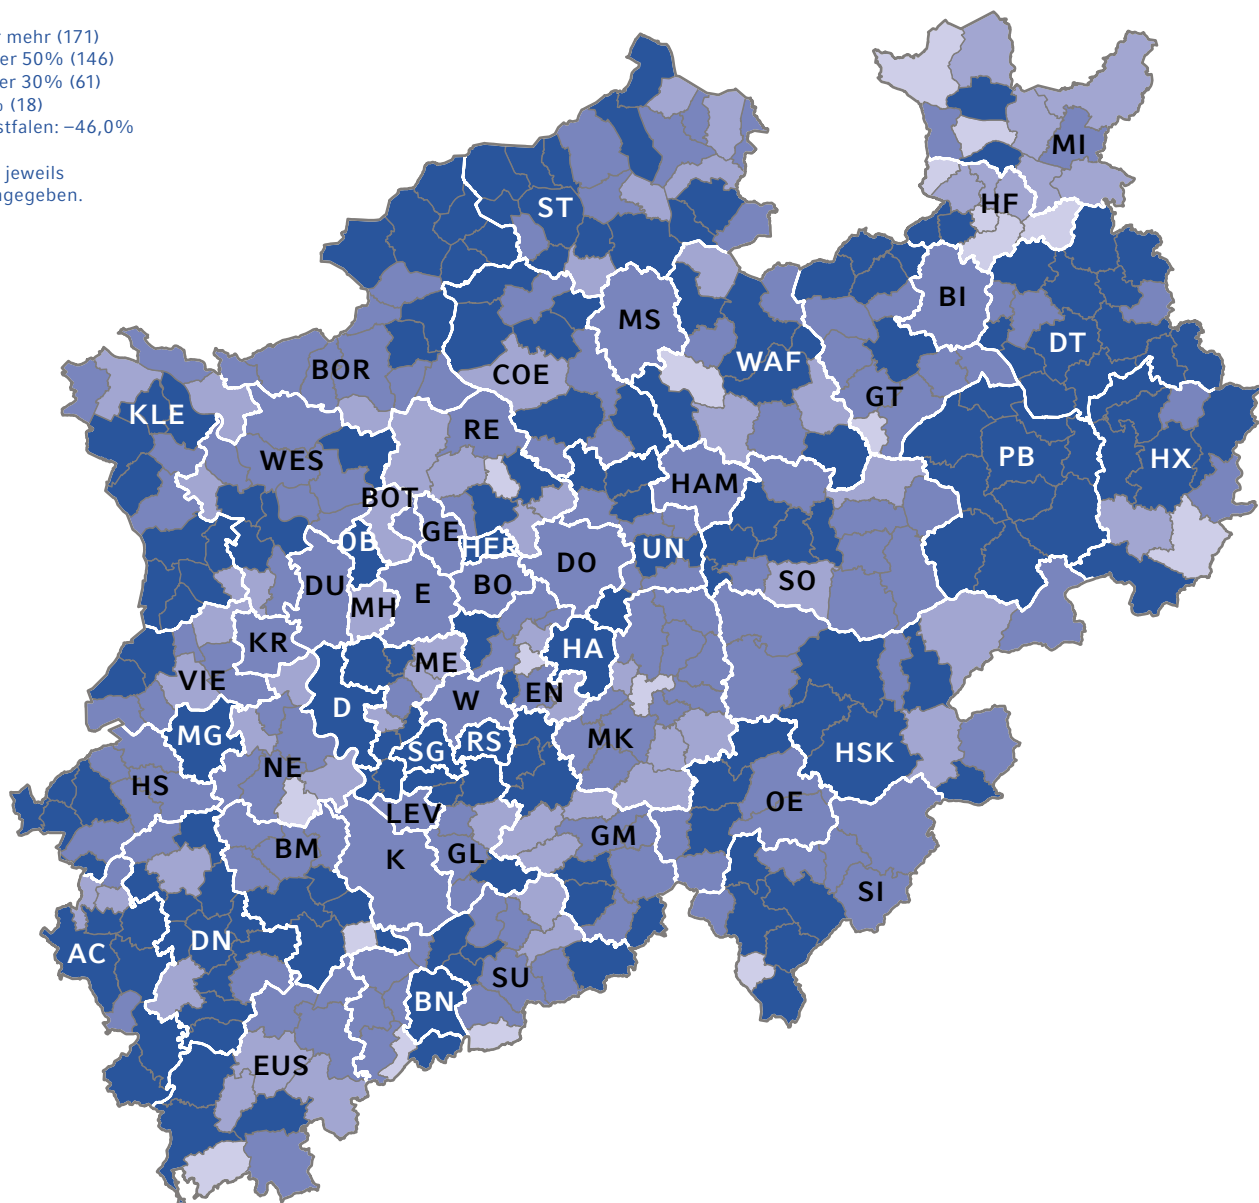 mehr (171)
er 50% (146)
er 30% (61)
(18)
stfalen: –46,0%
jeweils
ngegeben.
MI
HF
ST
BI
MS
DT
WAF
BOR
COE
GT
KLE
RE
WES
PB
HX
HAM
BOT
GE
OB
HER
UN
DO
DU
E
BO
SO
MH
KR
HA
ME
VIE
EN
W
D
MG
RS
MK
SG
HSK
NE
HS
OE
LEV
GM
BM
K
GL
SI
DN
AC
SU
BN
EUS